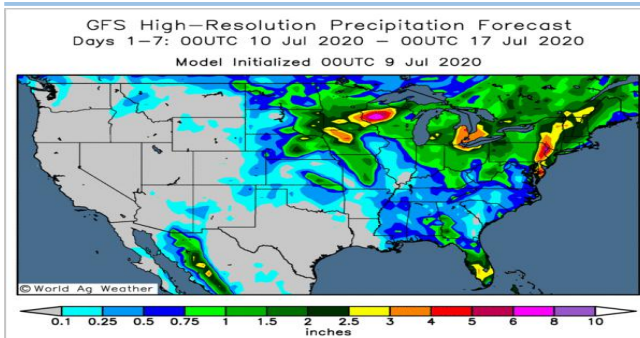 GFS High-Resolution Precipitation Forecast
Days 1-7: 00UTC 10 Jul 2020 - 00UTC 17 Jul 2020
Model Initialized 00UTC 9 Jul 2020
© World Ag Weather
0.1 0.25 0.5 0.75 1 1.5 2 2.5 3 4 5 6 8 10
inches